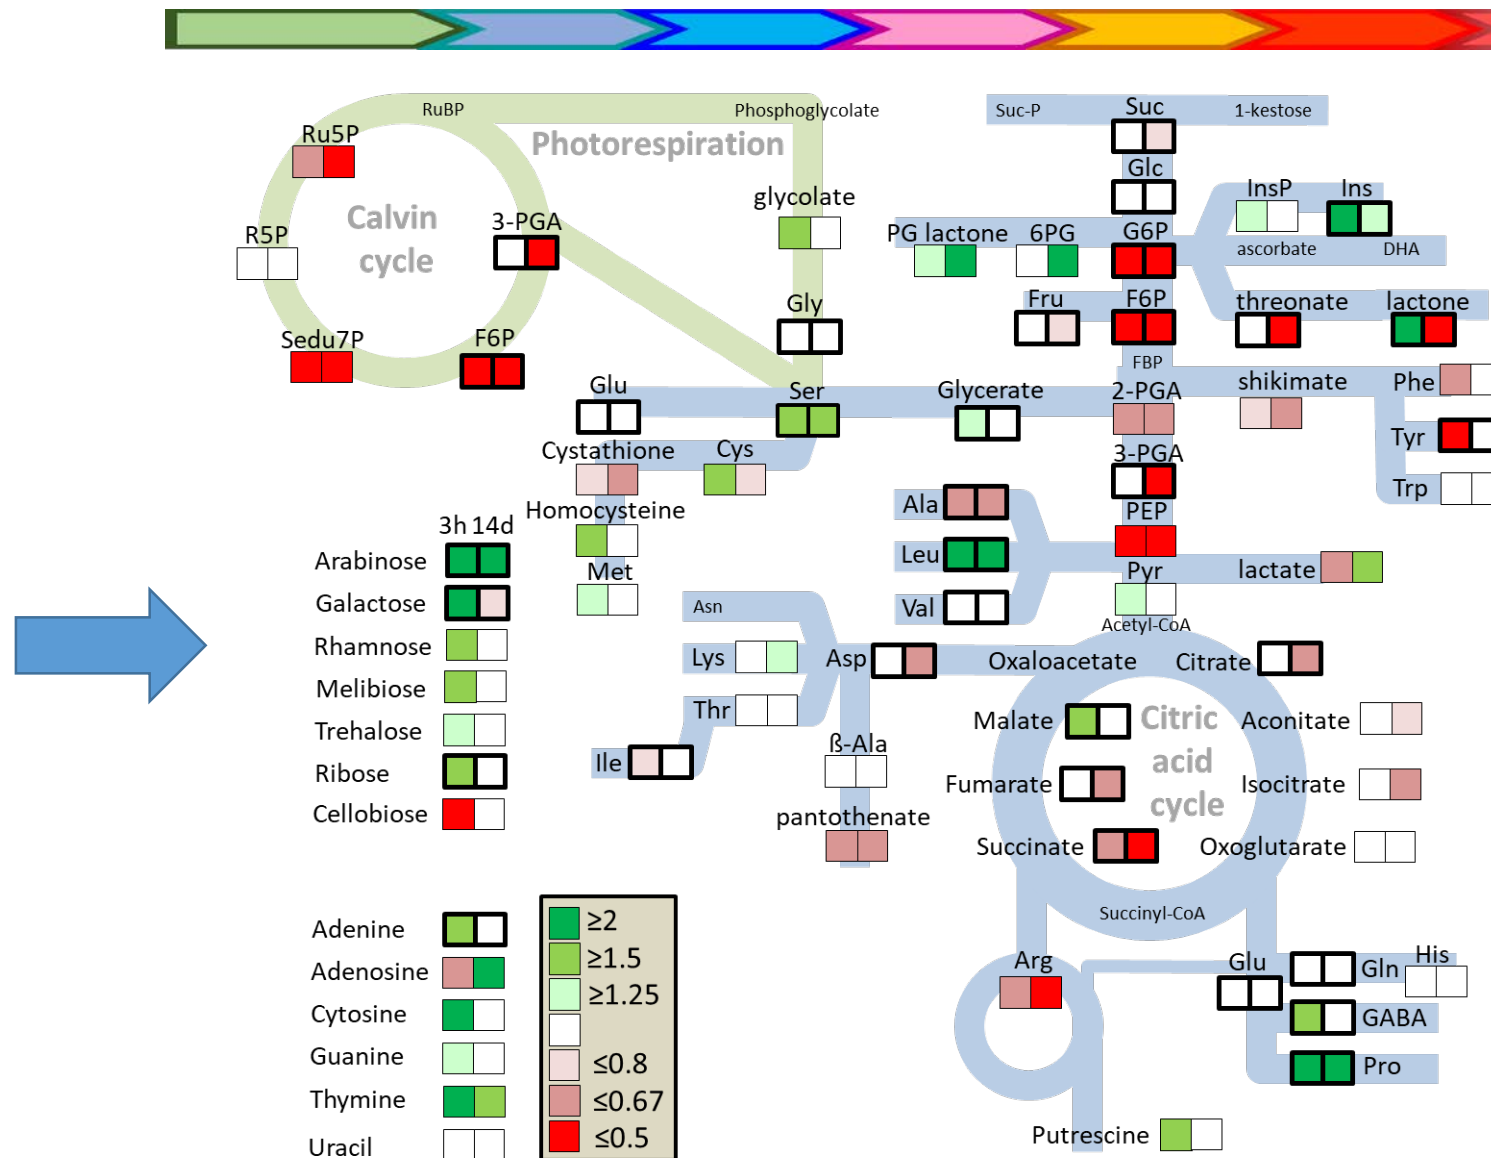 RuBP
Phosphoglycolate
Suc-P
Suc
1-kestose
Ru5P
Photorespiration
Glc
glycolate
InsP
Ins
Calvin
cycle
R5P
3-PGA
PG lactone
6PG
G6P
ascorbate
DHA
Gly
Fru
F6P
threonate
lactone
Sedu7P
F6P
FBP
Glu
Ser
Glycerate
2-PGA
shikimate
Phe
Cystathione
Cys
3-PGA
Tyr
Homocysteine
Ala
PEP
Trp
3h 14d
Arabinose
Leu
Met
Pyr
lactate
Galactose
Asn
Val
Acetyl-CoA
Rhamnose
Lys
Asp
Oxaloacetate
Citrate
Melibiose
Thr
Malate
Citric
acid
cycle
Aconitate
Trehalose
Ile
ß-Ala
Ribose
Fumarate
Isocitrate
Cellobiose
pantothenate
Succinate
Oxoglutarate
Succinyl-CoA
Adenine
≥2
Adenosine
≥1.5
Arg
Glu
Gln
His
Cytosine
≥1.25
GABA
Guanine
≤0.8
Pro
Thymine
≤0.67
Uracil
≤0.5
Putrescine